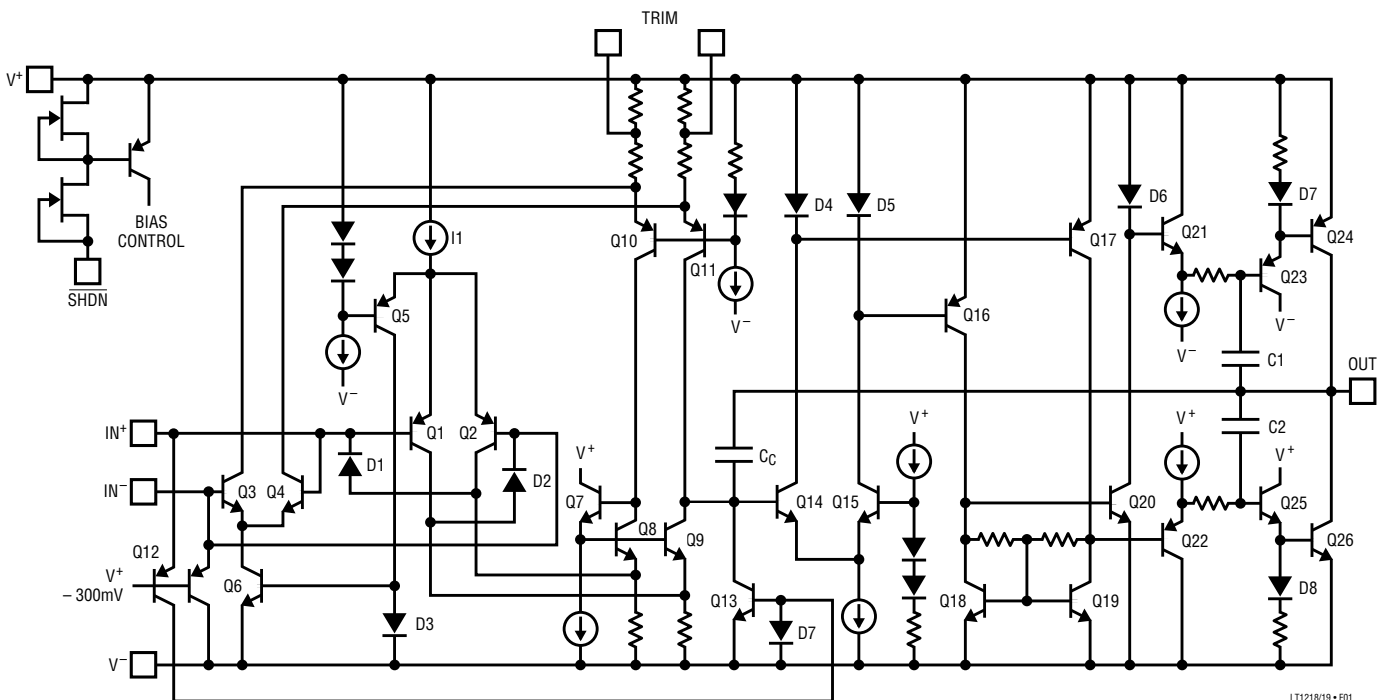 TRIM
V⁺
BIAS
CONTROL
SHDN
I1
Q10
Q11
V⁻
D4
D5
Q17
D6
Q21
D7
Q24
Q23
V⁻
V⁻
Q5
V⁻
Q16
C1
OUT
IN⁺
D1
Q1
Q2
D2
V⁺
C2
V⁺
V⁺
V⁺
CC
IN⁻
Q3
Q4
Q7
Q8
Q9
Q14
Q15
Q20
Q22
Q25
Q26
Q12
V⁺
– 300mV
Q6
D3
Q13
D7
Q18
Q19
D8
V⁻
LT1218/19 • F01